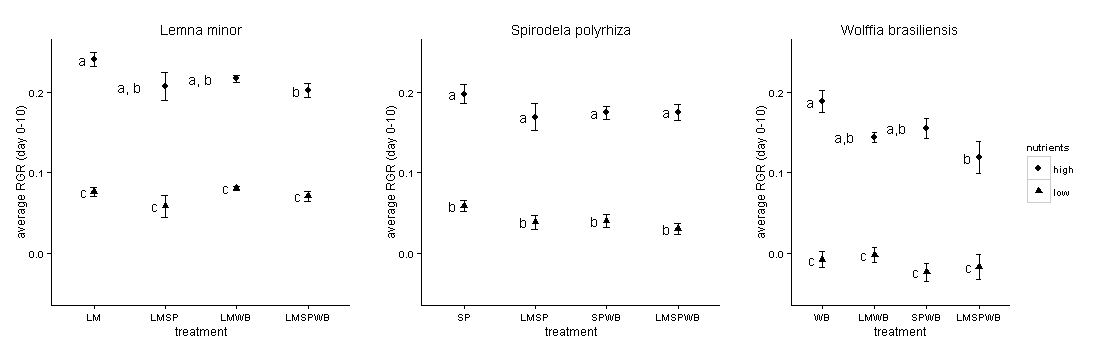 Lemna minor
Spirodela polyrhiza
Wolffia brasiliensis
average RGR (day 0-10)
0.2
0.1
0.0
a
a, b
a, b
b
c
c
c
c
LM
LMSP
LMWB
LMSPWB
treatment
average RGR (day 0-10)
0.2
0.1
0.0
a
a
a
a
b
b
b
b
SP
LMSP
SPWB
LMSPWB
treatment
average RGR (day 0-10)
0.2
0.1
0.0
a
a,b
a,b
b
c
c
c
c
WB
LMWB
SPWB
LMSPWB
treatment
nutrients
high
low